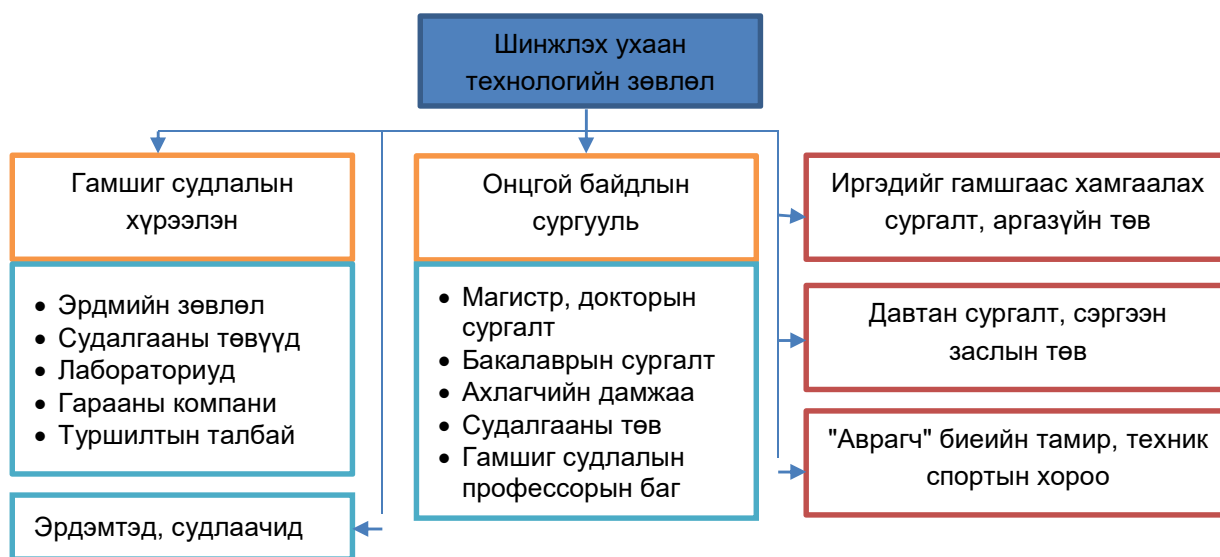 Шинжлэх ухаан
технологийн зөвлөл
Гамшиг судлалын
хүрээлэн
• Эрдмийн зөвлөл
• Судалгааны төвүүд
• Лабораториуд
• Гарааны компани
• Туршилтын талбай
Эрдэмтэд, судлаачид
Онцгой байдлын
сургууль
• Магистр, докторын
сургалт
• Бакалаврын сургалт
• Ахлагчийн дамжаа
• Судалгааны төв
• Гамшиг судлалын
профессорын баг
Иргэдийг гамшгаас хамгаалах
сургалт, аргазүйн төв
Давтан сургалт, сэргээн
заслын төв
"Аврагч" биеийн тамир, техник
спортын хороо